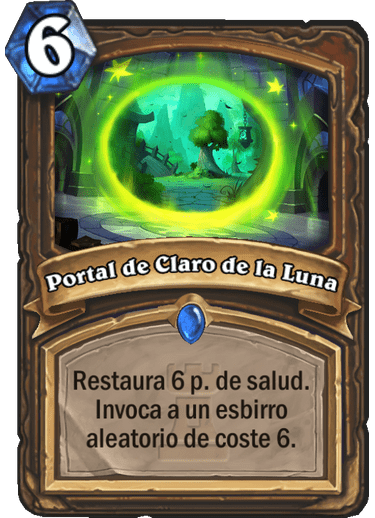 6
Portal de Claro de la Luna
Restaura 6 p. de salud.
Invoca a un esbirro
aleatorio de coste 6.